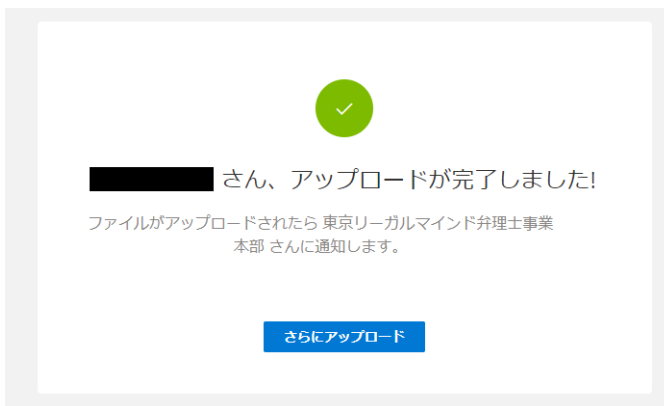 さん、アップロードが完了しました!
ファイルがアップロードされたら 東京リーガルマインド弁理士事業
本部 さんに通知します。
さらにアップロード